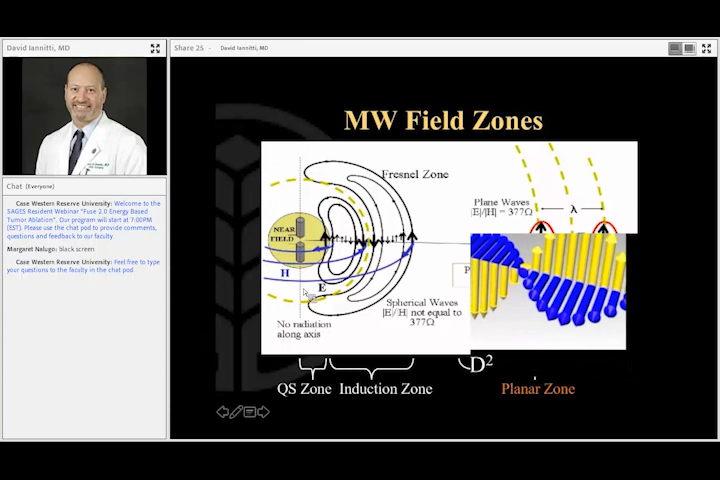 David Iannitti, MD
Share 25 - David Iannitti, MD
Chat (Everyone)
Case Western Reserve University: Welcome to the
SAGES Resident Webinar "Fuse 2.0 Energy Based
Tumor Ablation". Our program will start at 7:00PM
(EST). Please use the chat pod to provide comments,
questions and feedback to our faculty
Margaret Nalugo: black screen
Case Western Reserve University: Feel free to type
your questions to the faculty in the chat pod
MW Field Zones
Fresnel Zone
Plane Waves
|E|/|H| = 377Ω
λ
NEAR
FIELD
H
E
P
Spherical Waves
|E|/|H| not equal to
377Ω
No radiation
along axis
D²
QS Zone Induction Zone
Planar Zone